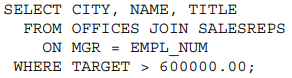 SELECT CITY, NAME, TITLE
FROM OFFICES JOIN SALESREPS
ON MGR = EMPL_NUM
WHERE TARGET > 600000.00;